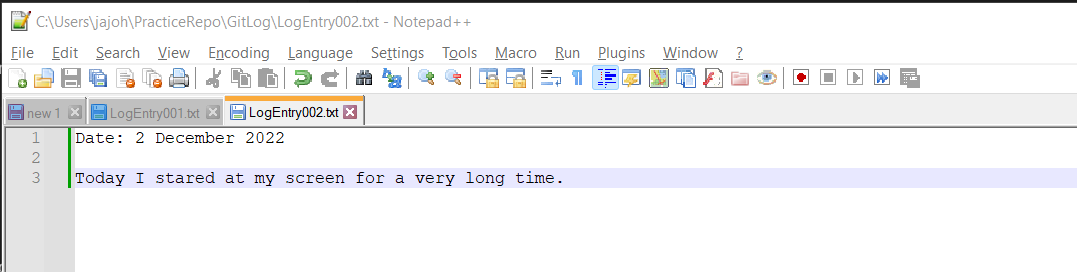 C:\Users\jajoh\PracticeRepo\GitLog\LogEntry002.txt - Notepad++
File Edit Search View Encoding Language Settings Tools Macro Run Plugins Window ?
new 1 LogEntry001.txt LogEntry002.txt
1 Date: 2 December 2022
2
3 Today I stared at my screen for a very long time.